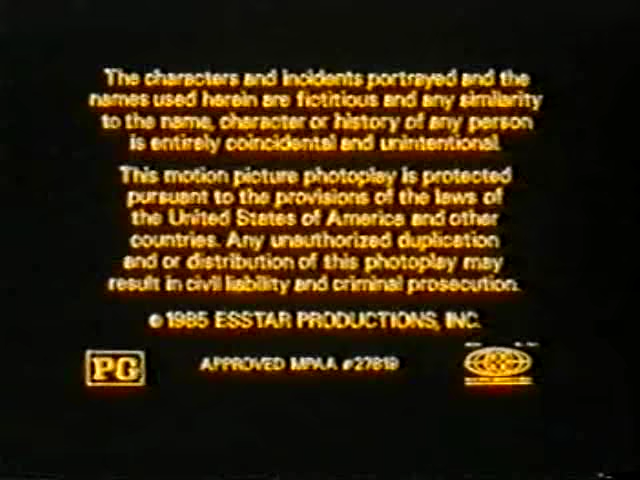 The characters and incidents portrayed and the
names used herein are fictitious and any similarity
to the name, character or history of any person
is entirely coincidental and unintentional.
This motion picture photoplay is protected
pursuant to the provisions of the laws of
the United States of America and other
countries. Any unauthorized duplication
and or distribution of this photoplay may
result in civil liability and criminal prosecution.
© 1985 ESSTAR PRODUCTIONS, INC.
PG
APPROVED MPAA #27819